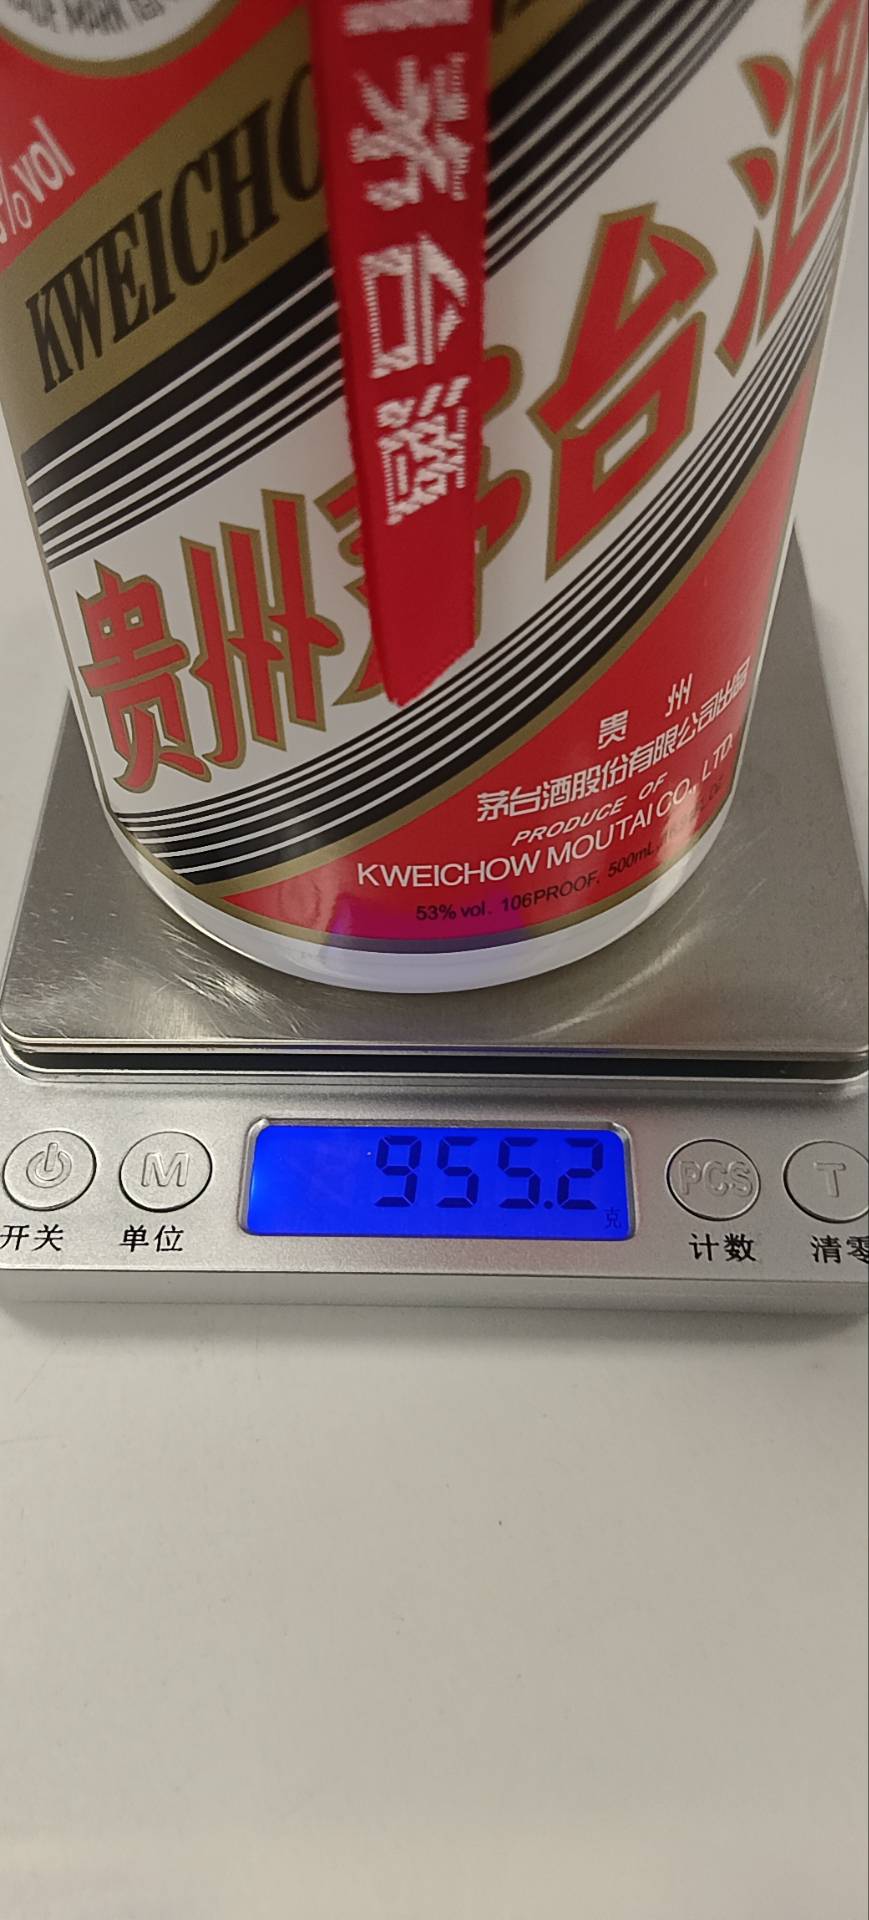 TRADE MARK
%vol
KWEICHO
茅台酒
贵州茅台酒
贵州
茅台酒股份有限公司出品
PRODUCE OF
KWEICHOW MOUTAI CO., LTD.
53% vol. 106PROOF. 500mL
955.2
克
M
PCS
T
开关
单位
计数
清零